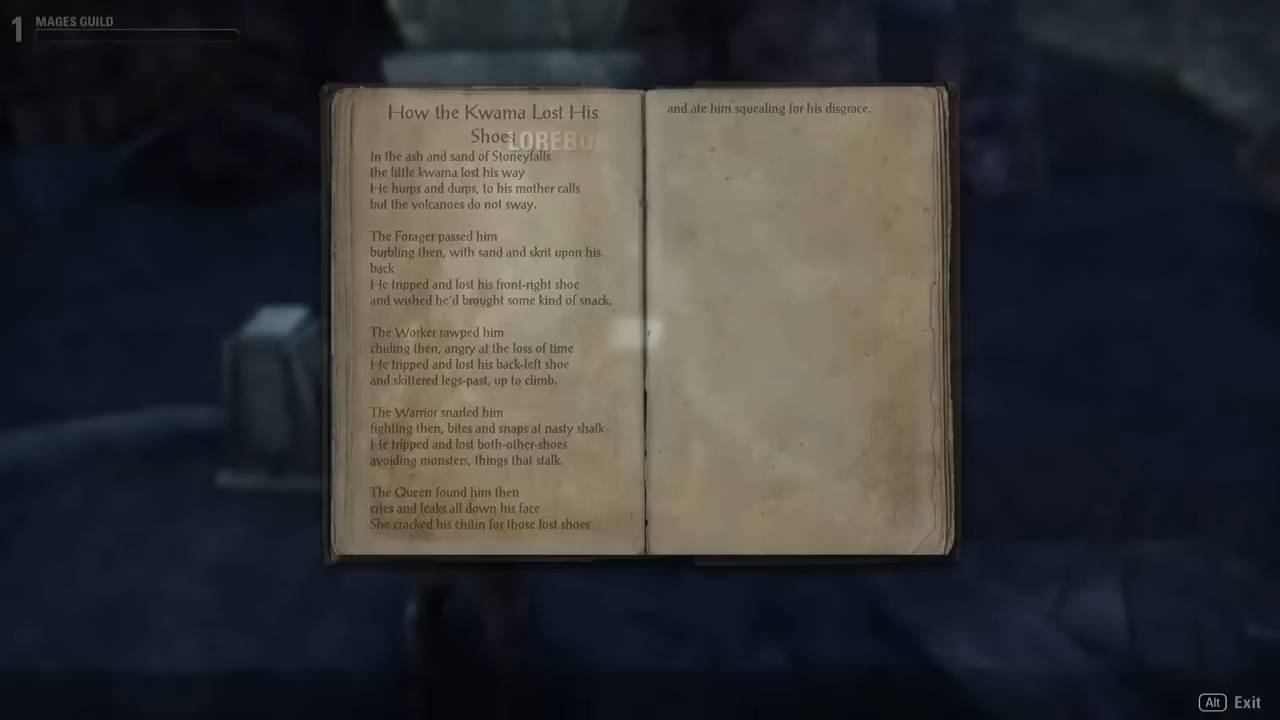 1 MAGES GUILD
How the Kwama Lost His
Shoes
LOREBO
In the ash and sand of Stoneyfalls
the little kwama lost his way
He hurps and durps, to his mother calls
but the volcanoes do not sway.
The Forager passed him
burbling then, with sand and skrit upon his
back
He tripped and lost his front-right shoe
and wished he'd brought some kind of snack.
The Worker rawped him
chiding then, angry at the loss of time
He tripped and lost his back-left shoe
and skittered legs-past, up to climb.
The Warrior snarled him
fighting then, bites and snaps at nasty shalk
He tripped and lost both-other-shoes
avoiding monsters, things that stalk.
The Queen found him then
cries and leaks all down his face
She cracked his chitin for those lost shoes
and ate him squealing for his disgrace.
Alt Exit